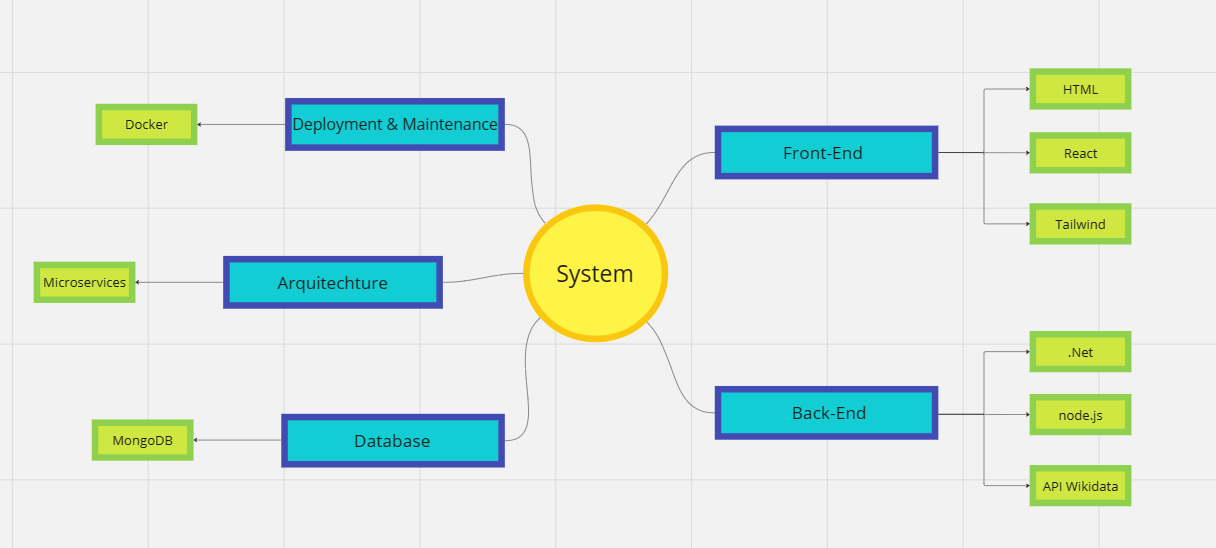 Deployment & Maintenance
Docker
Arquitechture
Microservices
Database
MongoDB
System
Front-End
HTML
React
Tailwind
Back-End
.Net
node.js
API Wikidata